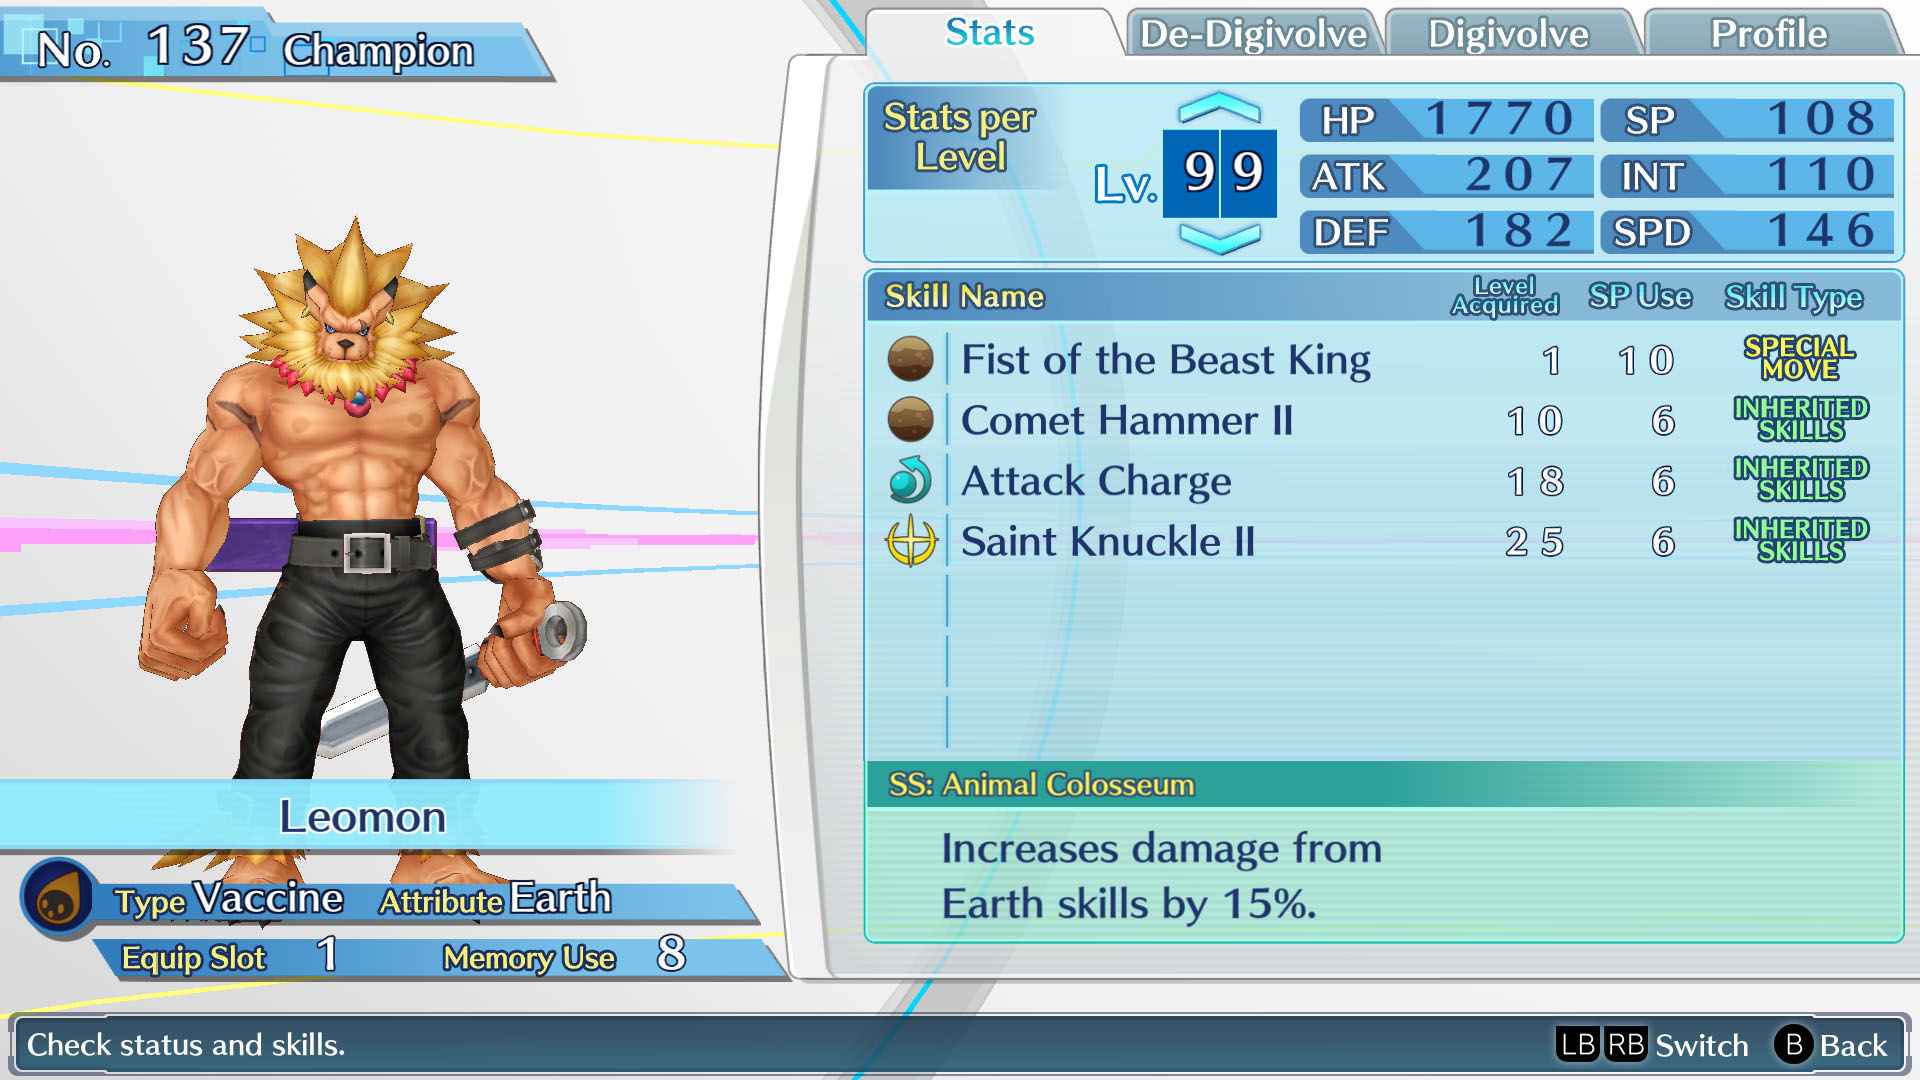 No. 137 Champion
Stats De-Digivolve Digivolve Profile
Stats per
Level
Lv. 99
HP 1770 SP 108
ATK 207 INT 110
DEF 182 SPD 146
Skill Name Level Acquired SP Use Skill Type
Fist of the Beast King 1 10 SPECIAL MOVE
Comet Hammer II 10 6 INHERITED SKILLS
Attack Charge 18 6 INHERITED SKILLS
Saint Knuckle II 25 6 INHERITED SKILLS
SS: Animal Colosseum
Increases damage from
Earth skills by 15%.
Leomon
Type Vaccine Attribute Earth
Equip Slot 1 Memory Use 8
Check status and skills.
LB RB Switch B Back